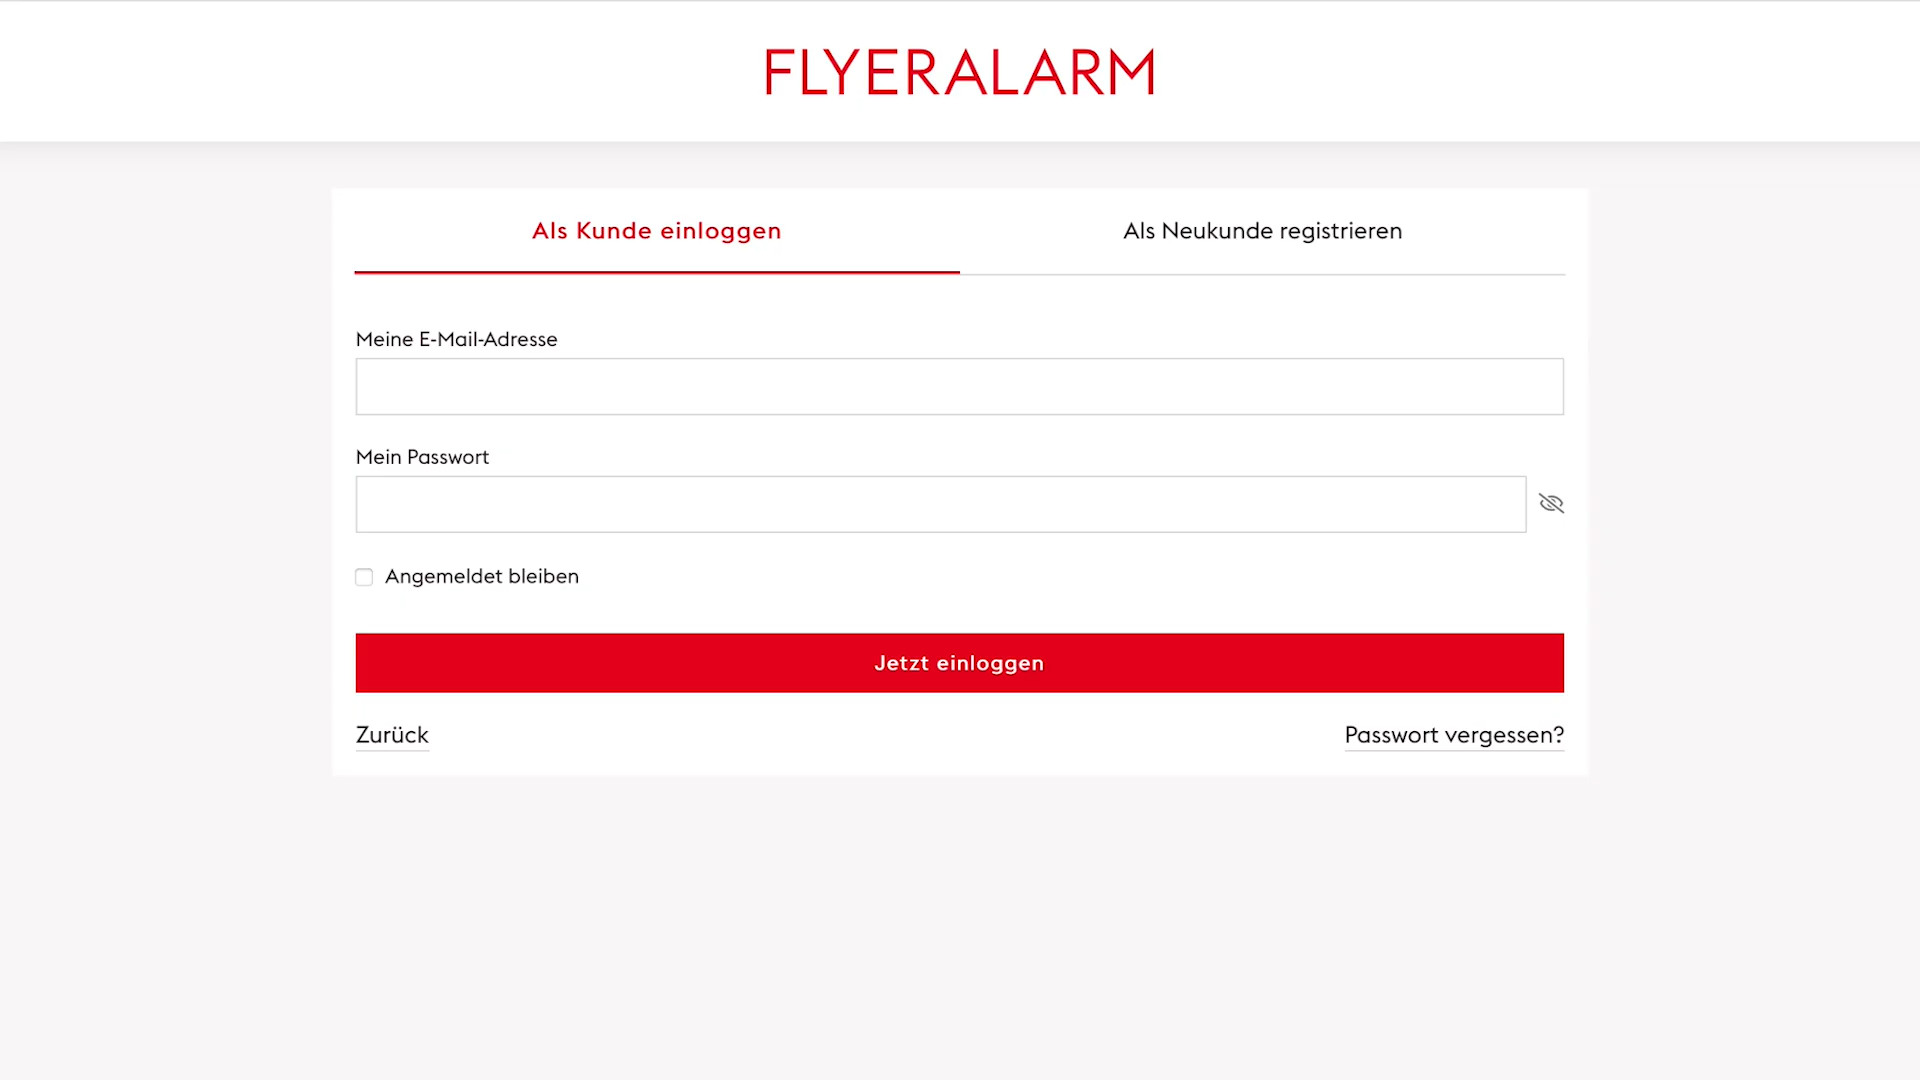 FLYERALARM
Als Kunde einloggen
Als Neukunde registrieren
Meine E-Mail-Adresse
Mein Passwort
Angemeldet bleiben
Jetzt einloggen
Zurück
Passwort vergessen?